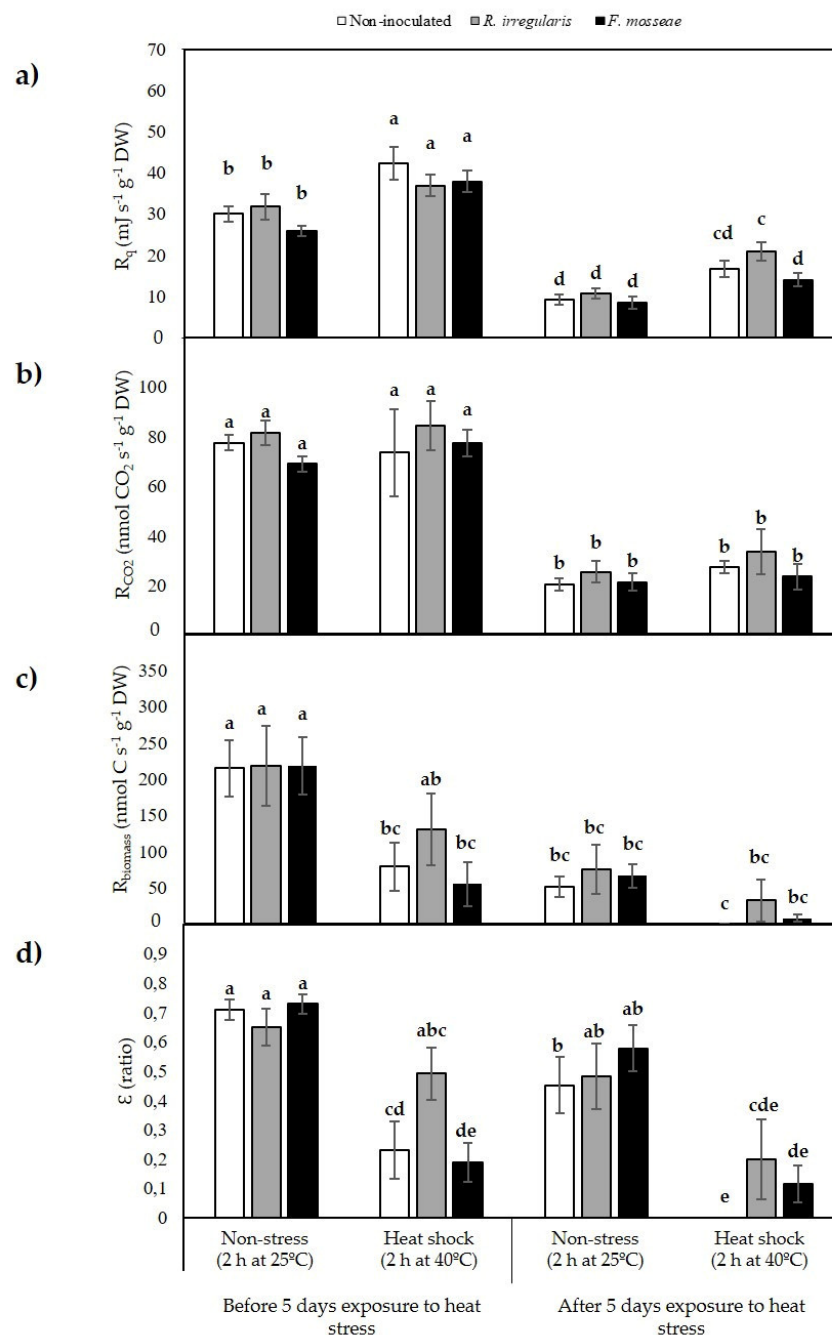 Non-inoculated R. irregularis F. mosseae
a)
R_q (mJ s⁻¹ g⁻¹ DW)
70
60
50
40
30
20
10
0
b b b a a a d d d cd c d
b)
R_CO2 (nmol CO₂ s⁻¹ g⁻¹ DW)
100
80
60
40
20
0
a a a a a a b b b b b b
c)
R_biomass (nmol C s⁻¹ g⁻¹ DW)
350
300
250
200
150
100
50
0
a a a bc ab bc bc bc bc c bc bc
d)
ε (ratio)
0,9
0,8
0,7
0,6
0,5
0,4
0,3
0,2
0,1
0
a a a cd abc de b ab ab e cde de
Non-stress Heat shock Non-stress Heat shock
(2 h at 25ºC) (2 h at 40ºC) (2 h at 25ºC) (2 h at 40ºC)
Before 5 days exposure to heat After 5 days exposure to heat
stress stress